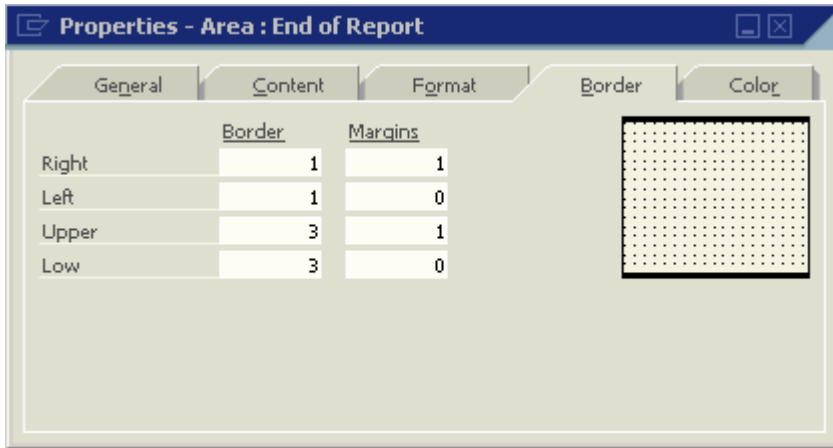 Properties - Area : End of Report
General Content Format Border Color
Border Margins
Right 1 1
Left 1 0
Upper 3 1
Low 3 0